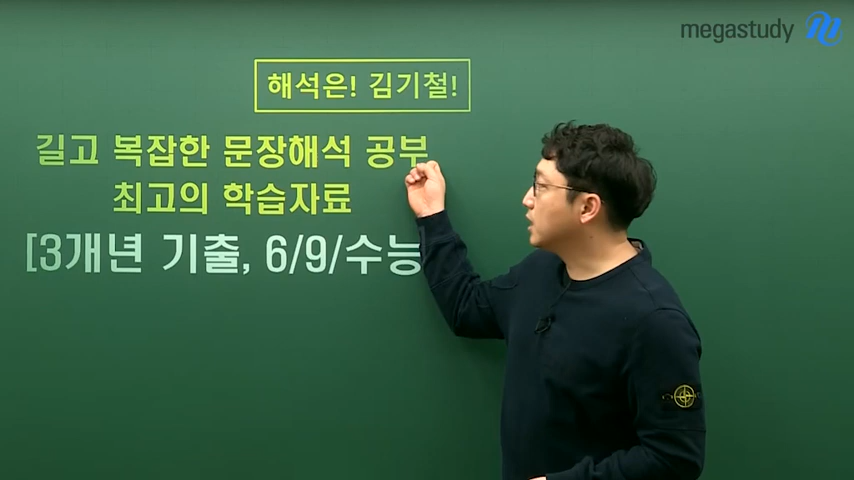 megastudy
해석은! 김기철!
길고 복잡한 문장해석 공부
최고의 학습자료
[3개년 기출, 6/9/수능